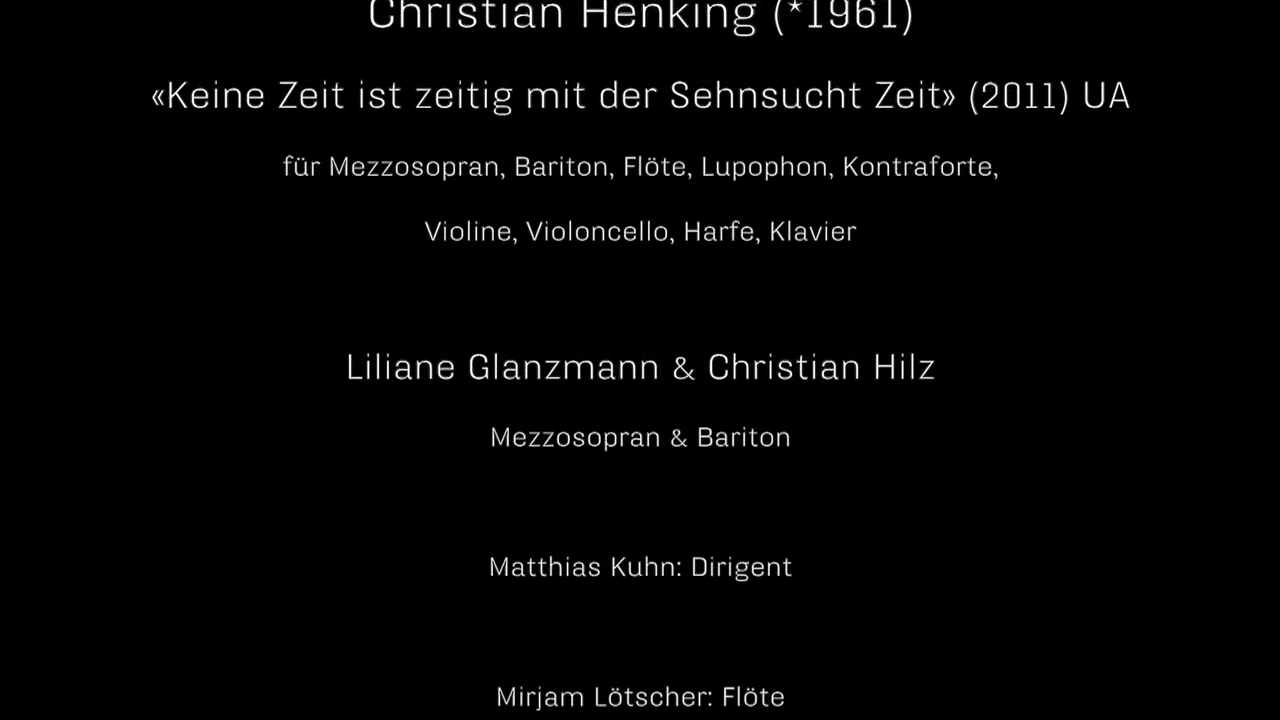 Christian Henking (*1961)
«Keine Zeit ist zeitig mit der Sehnsucht Zeit» (2011) UA
für Mezzosopran, Bariton, Flöte, Lupophon, Kontraforte,
Violine, Violoncello, Harfe, Klavier
Liliane Glanzmann & Christian Hilz
Mezzosopran & Bariton
Matthias Kuhn: Dirigent
Mirjam Lötscher: Flöte